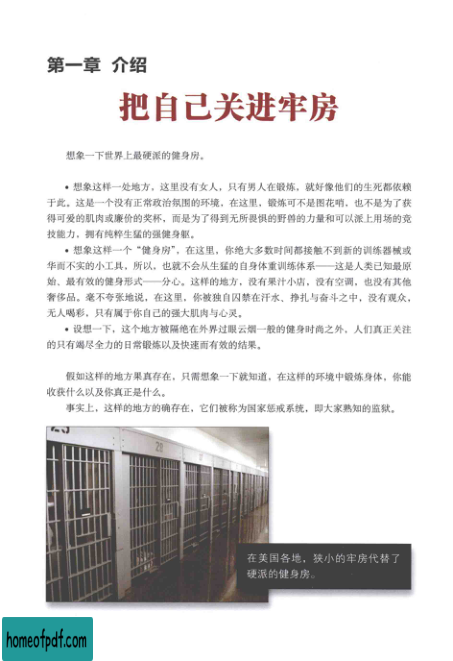 第一章 介绍
把自己关进牢房
想象一下世界上最硬派的健身房。
• 想象这样一处地方，这里没有女人，只有男人在锻炼，就好像他们的生死都依赖
于此。这是一个没有正常政治氛围的环境，在这里，锻炼可不是图花哨，也不是为了获
得可爱的肌肉或廉价的奖杯，而是为了得到无所畏惧的野兽的力量和可以派上用场的竞
技能力，拥有纯粹生猛的强健身躯。
• 想象这样一个“健身房”，在这里，你绝大多数时间都接触不到新的训练器械或
华而不实的小工具，所以，也就不会从生猛的自身体重训练体系——这是人类已知最原
始、最有效的健身形式——分心。这样的地方，没有果汁小店，没有空调，也没有其他
奢侈品。毫不夸张地说，在这里，你被独自囚禁在汗水、挣扎与奋斗之中，没有观众，
无人喝彩，只有属于你自己的强大肌肉与心灵。
• 设想一下，这个地方被隔绝在外界过眼云烟一般的健身时尚之外，人们真正关注
的只有竭尽全力的日常锻炼以及快速而有效的结果。
假如这样的地方果真存在，只需想象一下就知道，在这样的环境中锻炼身体，你能
收获什么以及你真正是什么。
事实上，这样的地方的确存在，它们被称为国家惩戒系统，即大家熟知的监狱。
29
28
在美国各地，狭小的牢房代替了
硬派的健身房。
homeofpdf.com